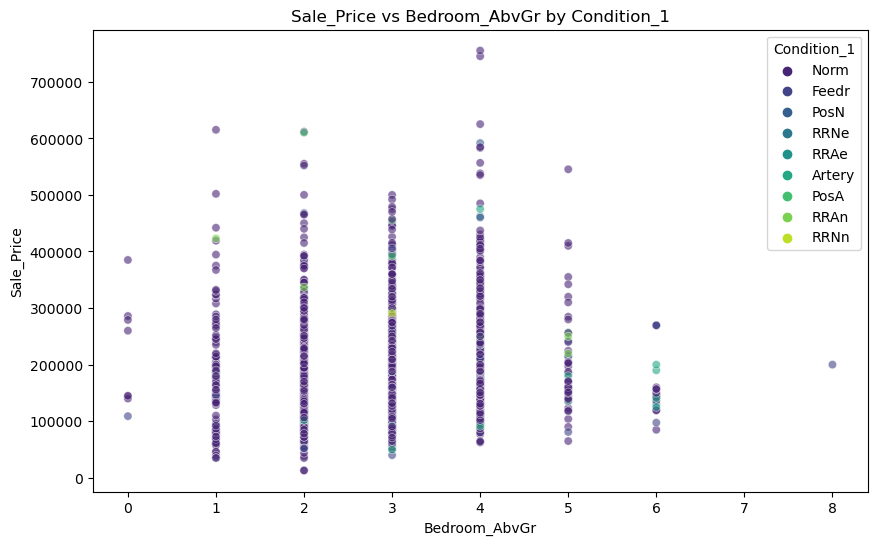 Sale_Price vs Bedroom_AbvGr by Condition_1
Condition_1
Norm
Feedr
PosN
RRNe
RRAe
Artery
PosA
RRAn
RRNn
Sale_Price
700000
600000
500000
400000
300000
200000
100000
0
0 1 2 3 4 5 6 7 8
Bedroom_AbvGr